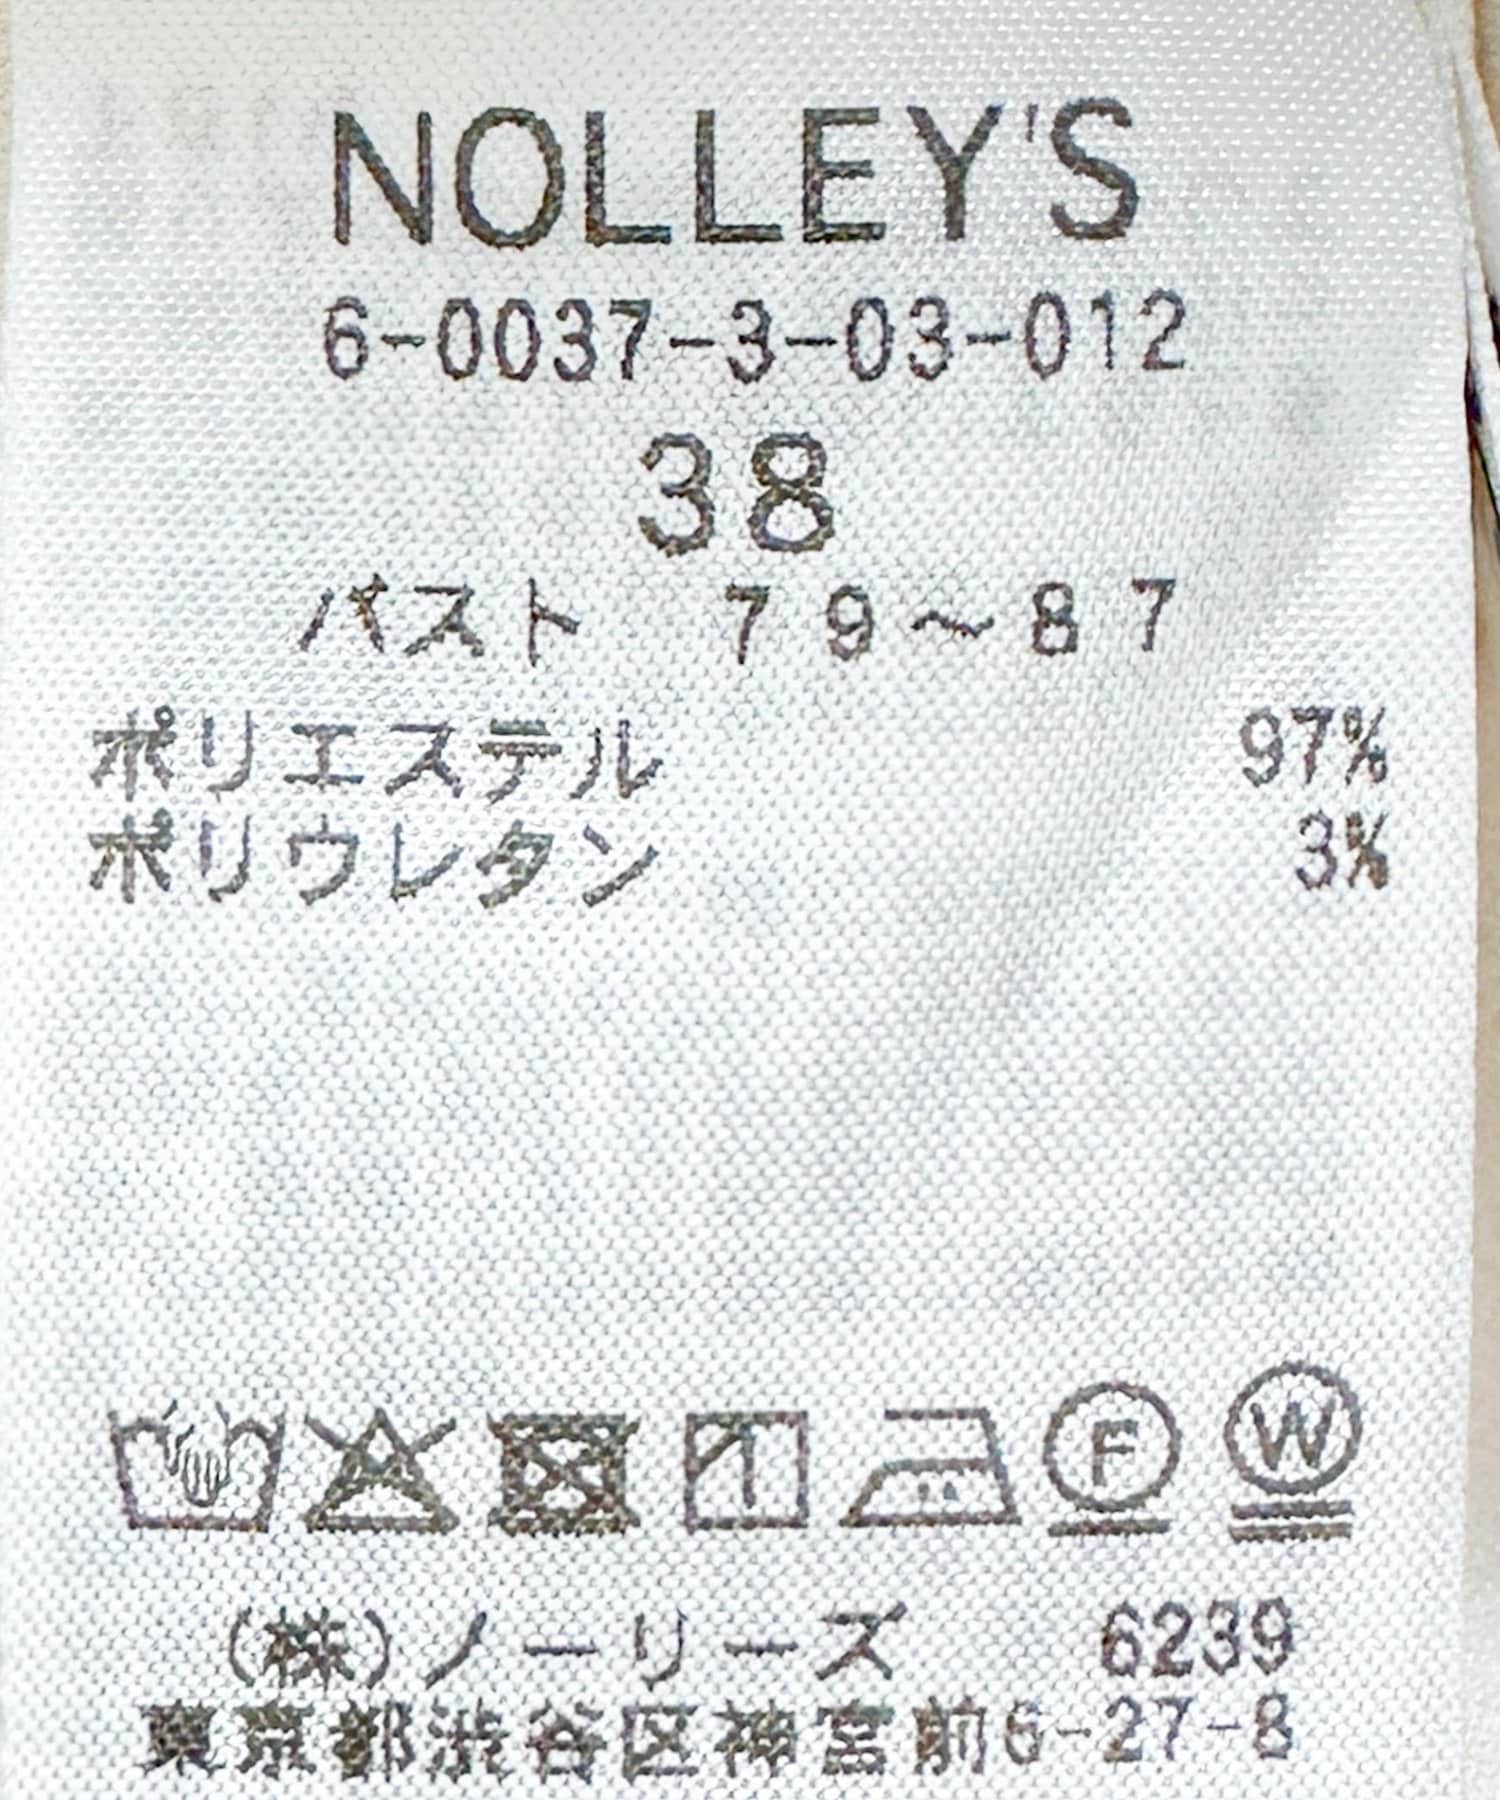 NOLLEY'S
6-0037-3-03-012
38
バスト 79～87
ポリエステル 97%
ポリウレタン 3%
F W
(株)ノーリーズ 6239
東京都渋谷区神宮前6-27-8